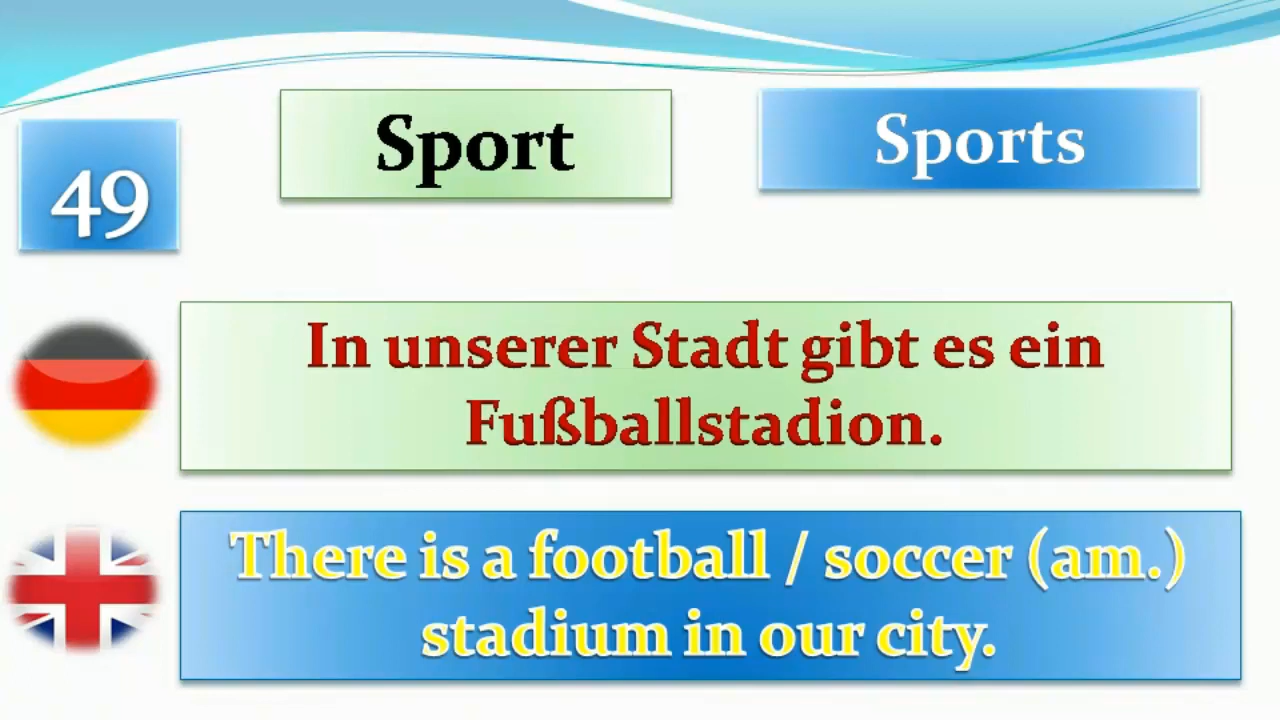 Sport
Sports
49
In unserer Stadt gibt es ein
Fußballstadion.
There is a football / soccer (am.)
stadium in our city.